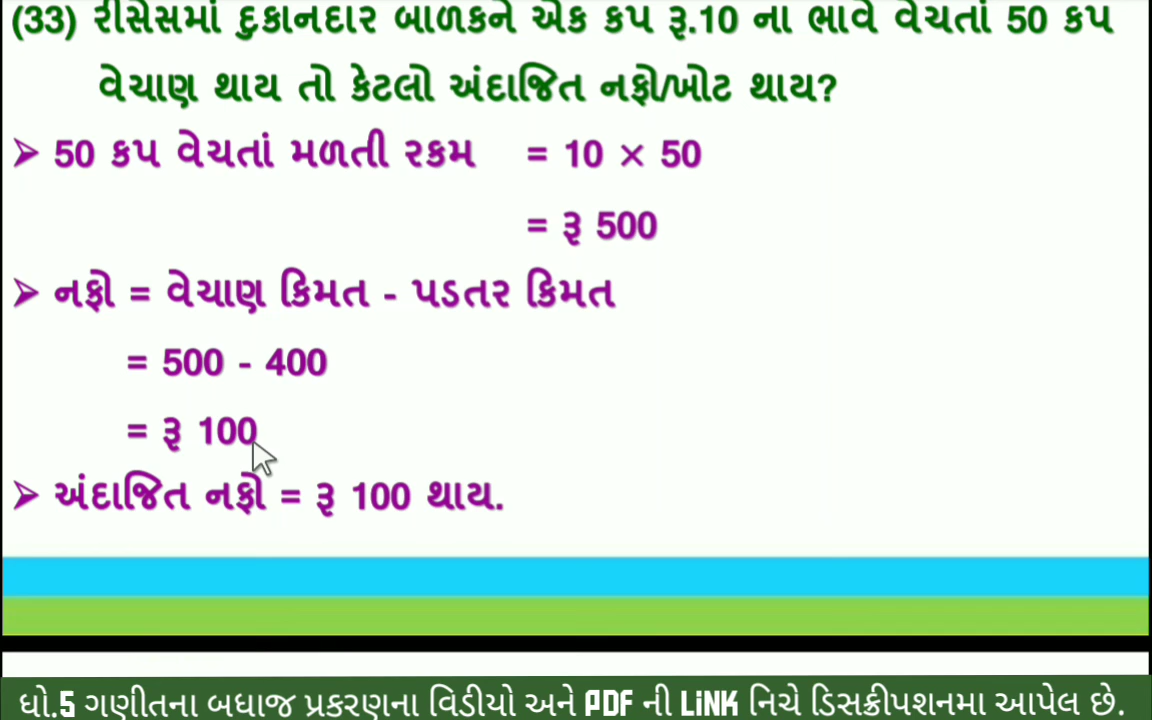 (33) રીસેસમાં દુકાનદાર બાળકને એક કપ રૂ.10 ના ભાવે વેચતાં 50 કપ
વેચાણ થાય તો કેટલો અંદાજિત નફો/ખોટ થાય?
➢ 50 કપ વેચતાં મળતી રકમ = 10 × 50
= રૂ 500
➢ નફો = વેચાણ કિમત - પડતર કિમત
= 500 - 400
= રૂ 100
➢ અંદાજિત નફો = રૂ 100 થાય.
ધો.5 ગણીતના બધાજ પ્રકરણના વિડીયો અને PDF ની LiNK નિચે ડિસક્રીપશનમા આપેલ છે.